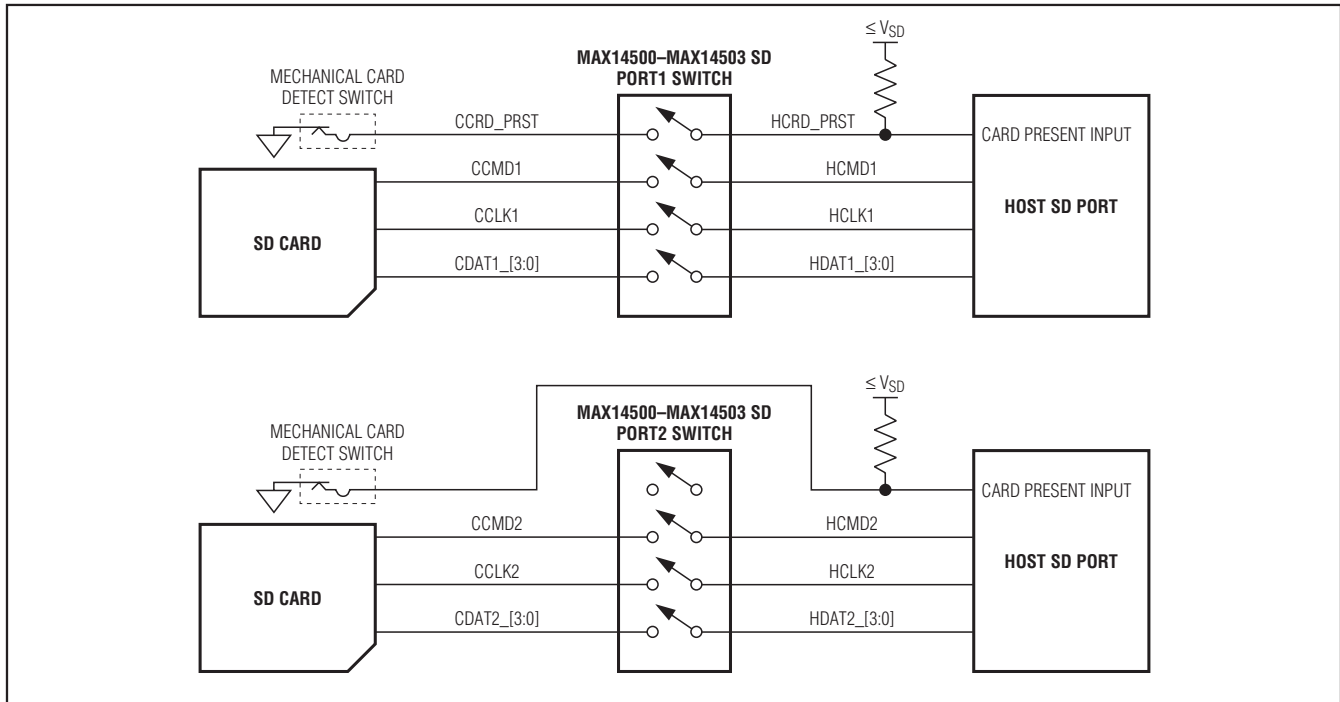 ≤ VSD
MAX14500–MAX14503 SD
PORT1 SWITCH
MECHANICAL CARD
DETECT SWITCH
CCRD_PRST
HCRD_PRST
CARD PRESENT INPUT
CCMD1
HCMD1
HOST SD PORT
CCLK1
HCLK1
SD CARD
CDAT1_[3:0]
HDAT1_[3:0]
≤ VSD
MAX14500–MAX14503 SD
PORT2 SWITCH
MECHANICAL CARD
DETECT SWITCH
CARD PRESENT INPUT
CCMD2
HCMD2
HOST SD PORT
CCLK2
HCLK2
SD CARD
CDAT2_[3:0]
HDAT2_[3:0]